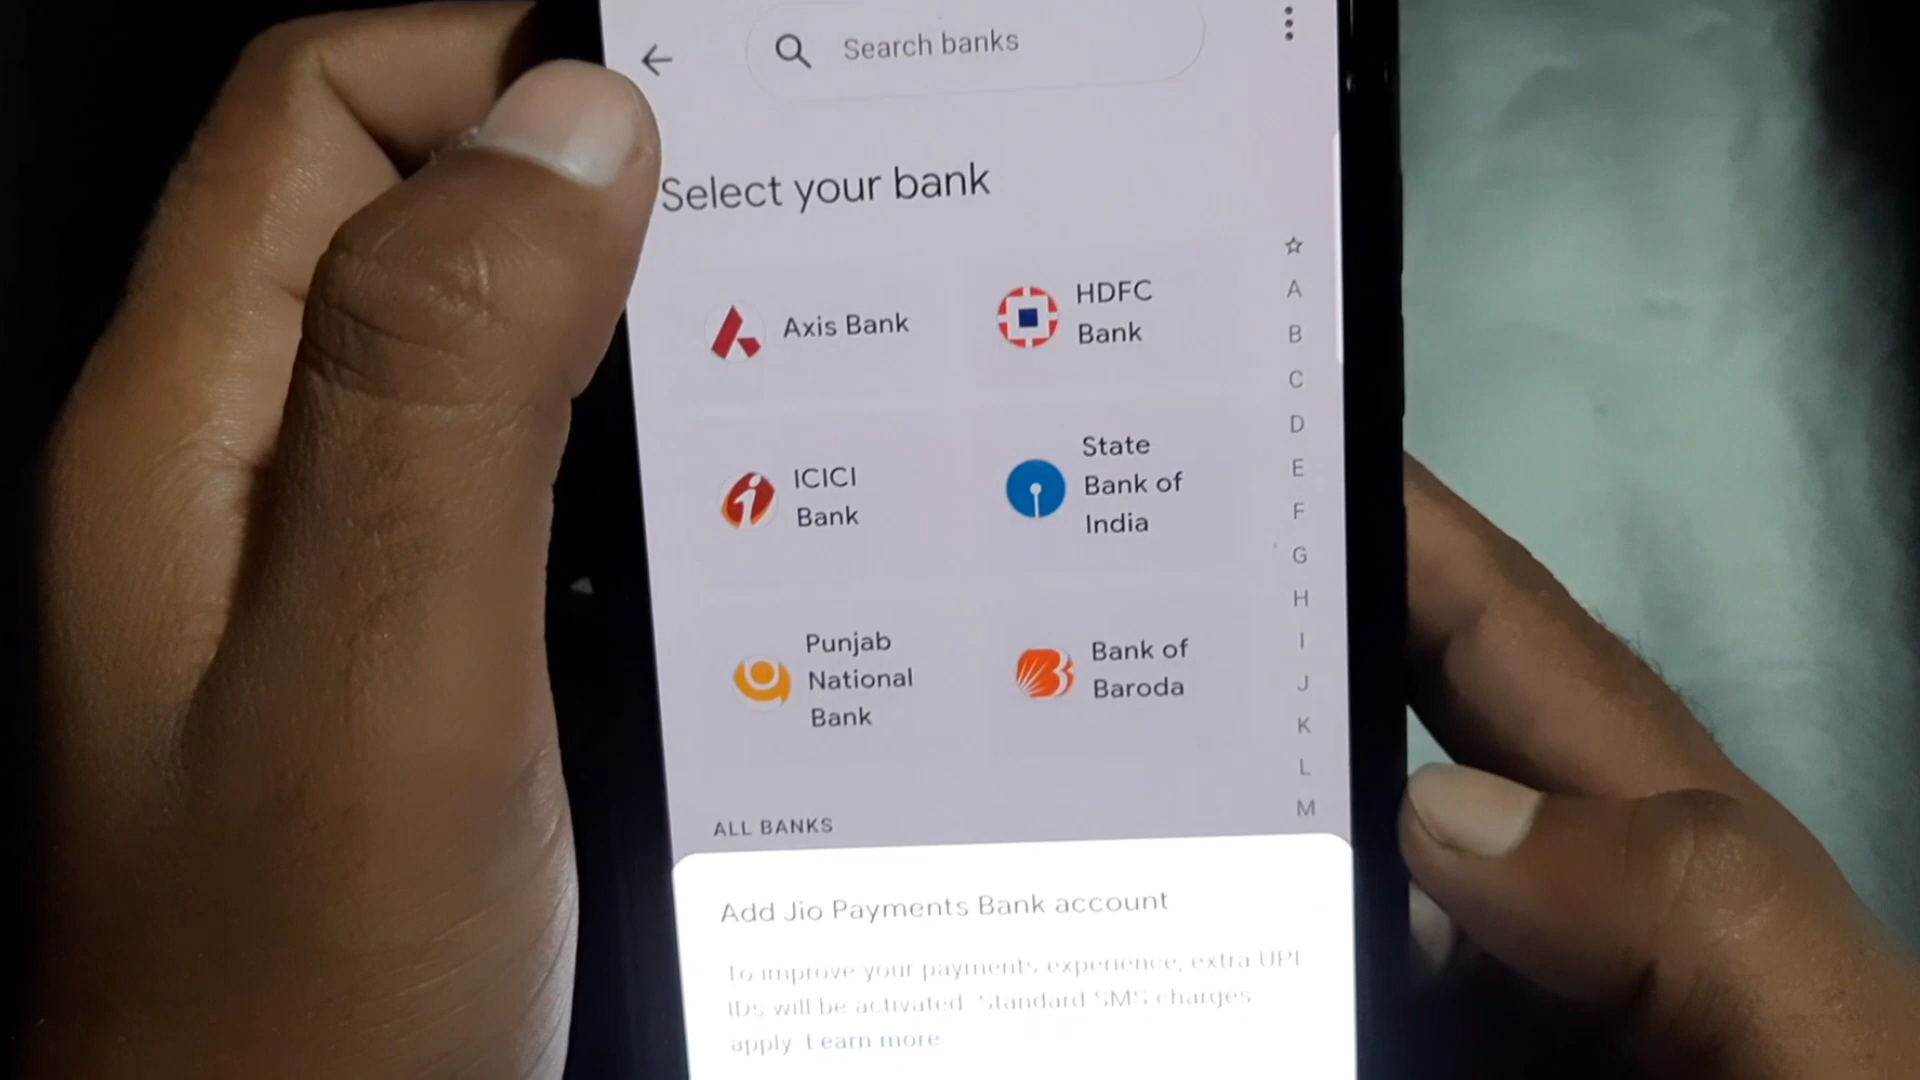 Search banks
Select your bank
Axis Bank
HDFC
Bank
ICICI
Bank
State
Bank of
India
Punjab
National
Bank
Bank of
Baroda
A
B
C
D
E
F
G
H
I
J
K
L
M
ALL BANKS
Add Jio Payments Bank account
To improve your payments experience, extra UPI
IDs will be activated. Standard SMS charges
apply. Learn more